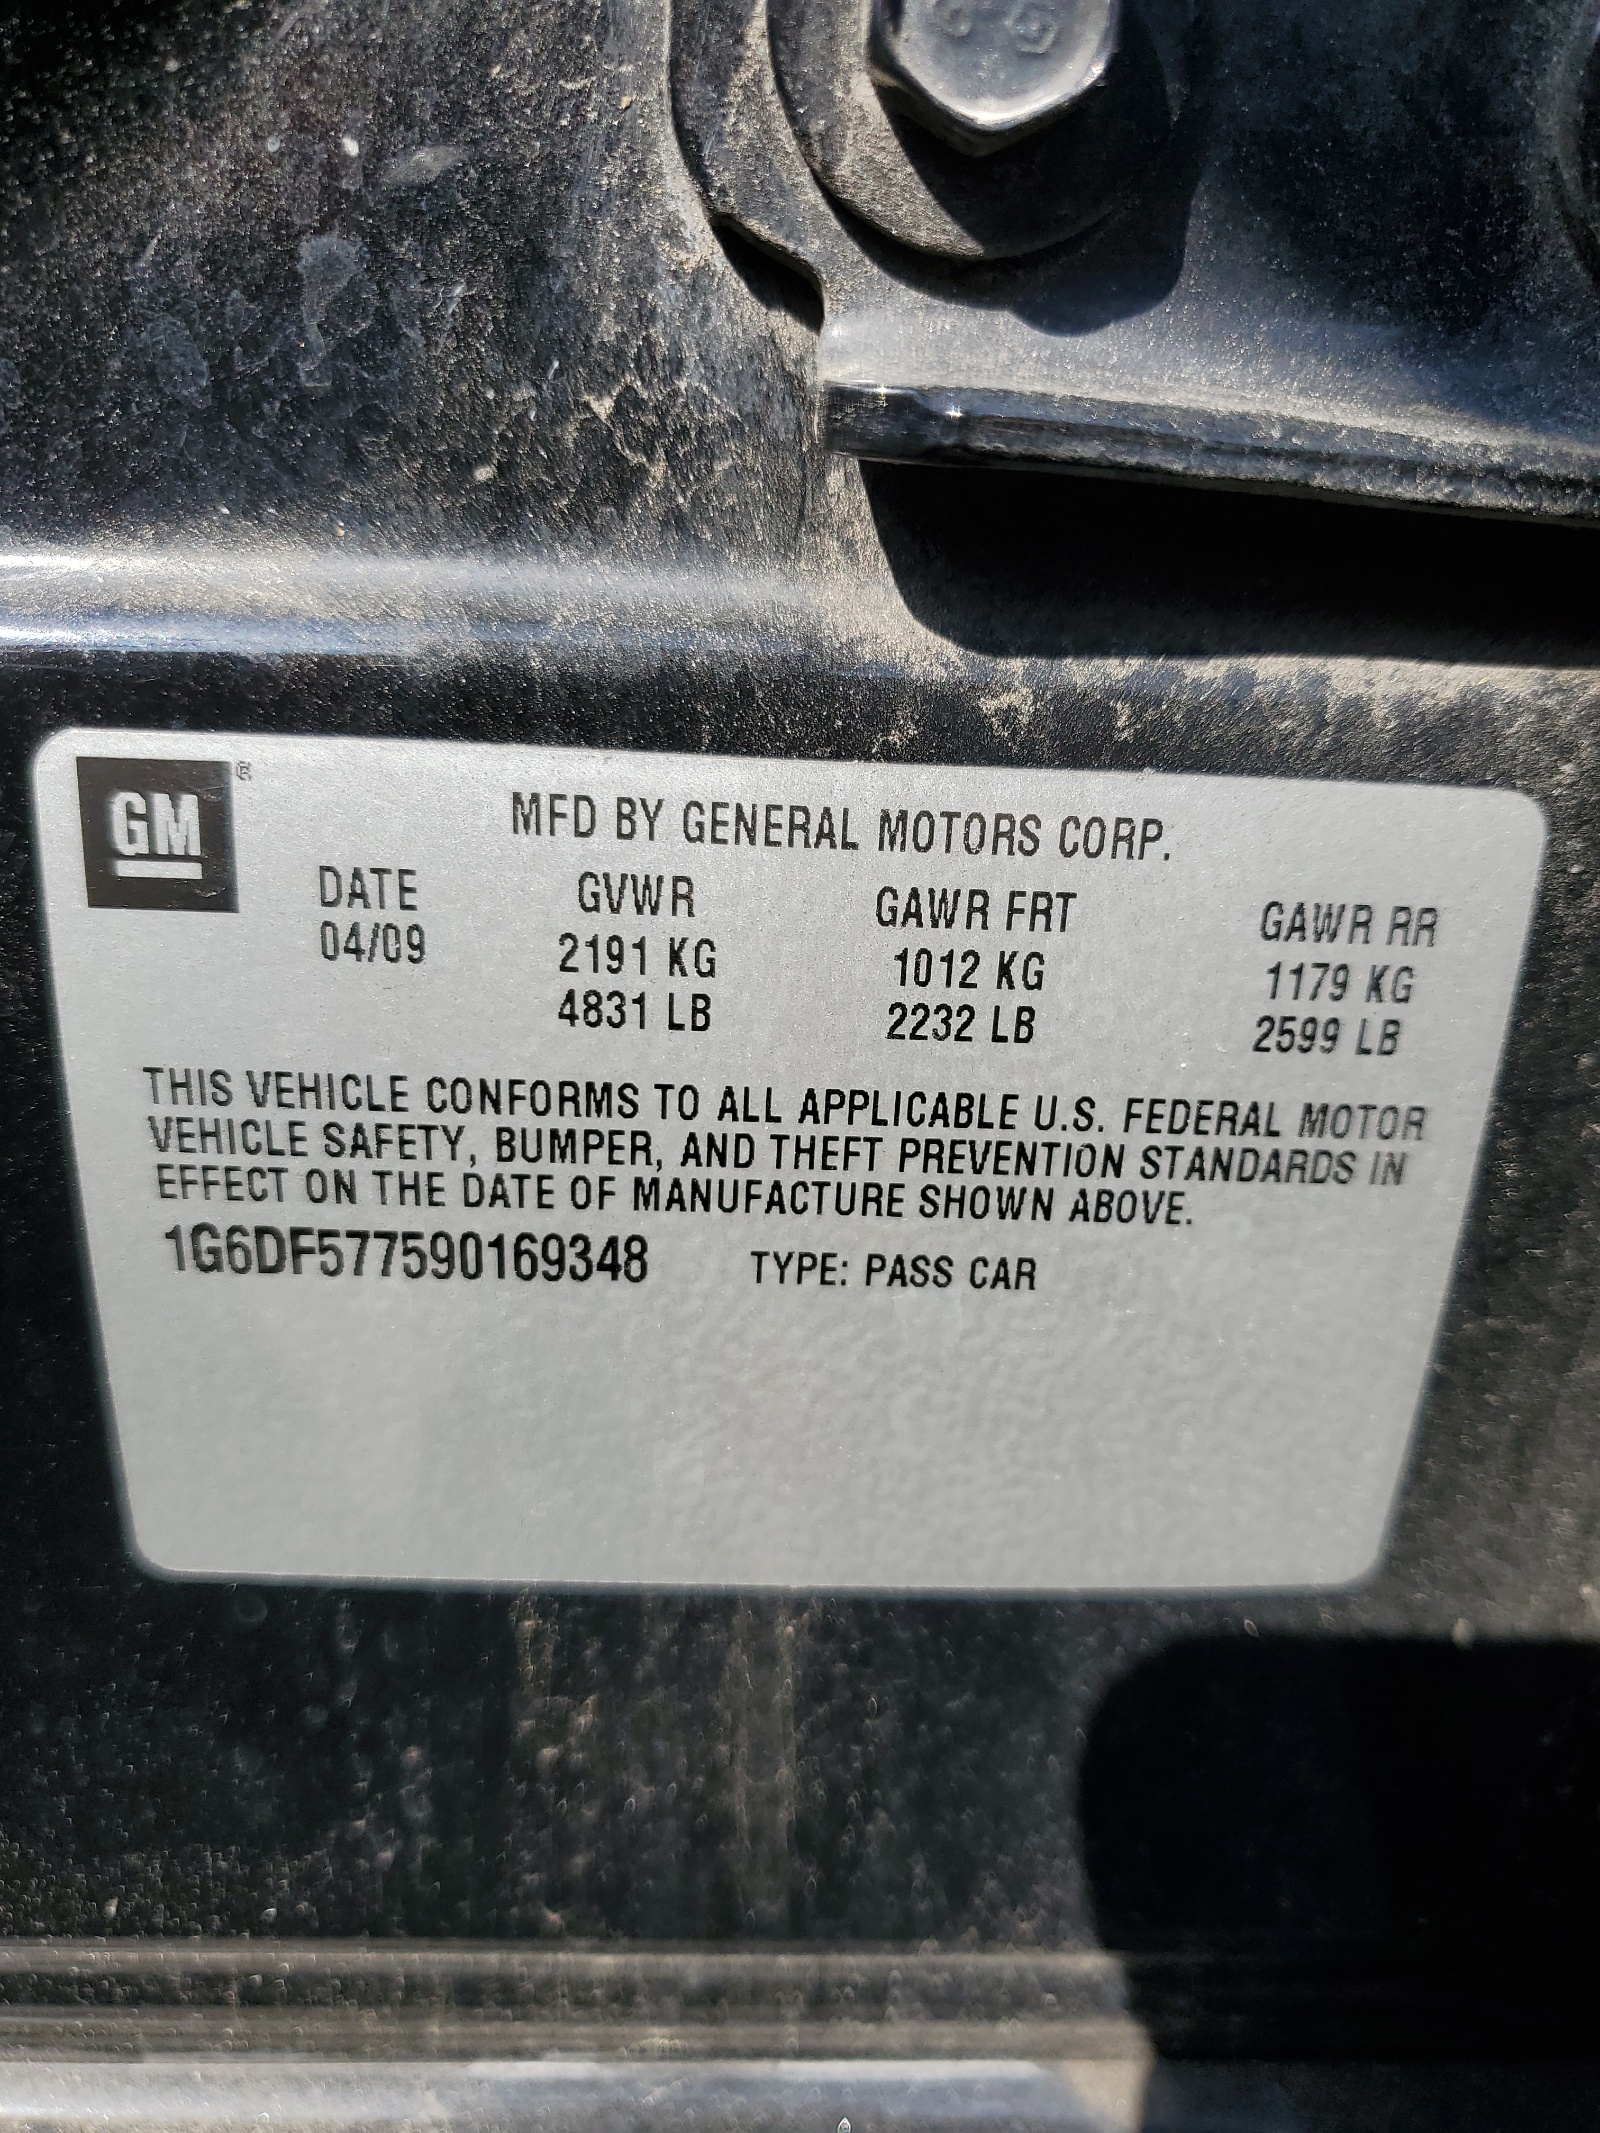 GM ®
MFD BY GENERAL MOTORS CORP.
DATE GVWR GAWR FRT GAWR RR
04/09 2191 KG 1012 KG 1179 KG
4831 LB 2232 LB 2599 LB
THIS VEHICLE CONFORMS TO ALL APPLICABLE U.S. FEDERAL MOTOR
VEHICLE SAFETY, BUMPER, AND THEFT PREVENTION STANDARDS IN
EFFECT ON THE DATE OF MANUFACTURE SHOWN ABOVE.
1G6DF577590169348 TYPE: PASS CAR